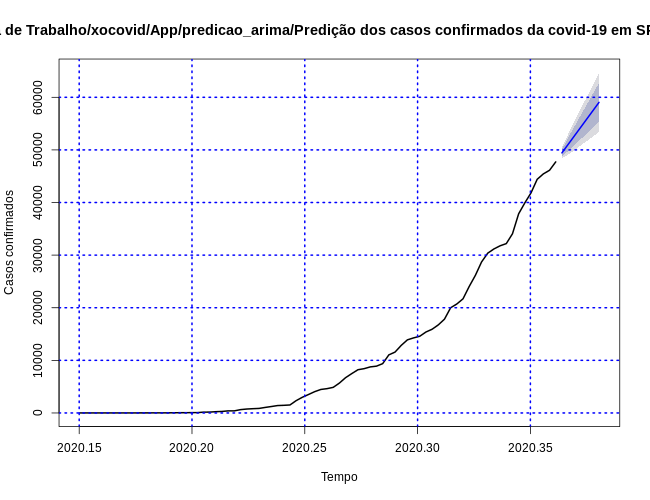 de Trabalho/xocovid/App/predicao_arima/Predição dos casos confirmados da covid-19 em SP
Casos confirmados
60000
50000
40000
30000
20000
10000
0
2020.15 2020.20 2020.25 2020.30 2020.35
Tempo